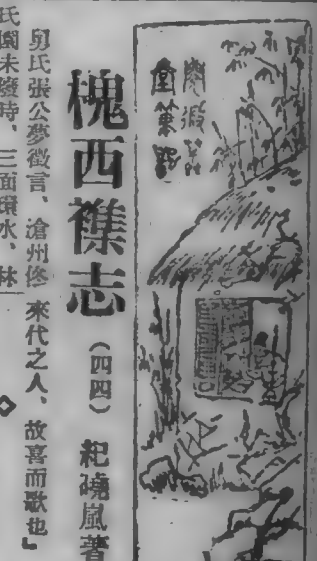 閱微草
堂筆記
槐西雜志
（四四）
紀曉嵐著
舅氏張公夢徵言、滄州佟
氏園未廢時、三面環水、林
來代之人、故喜而歌也』